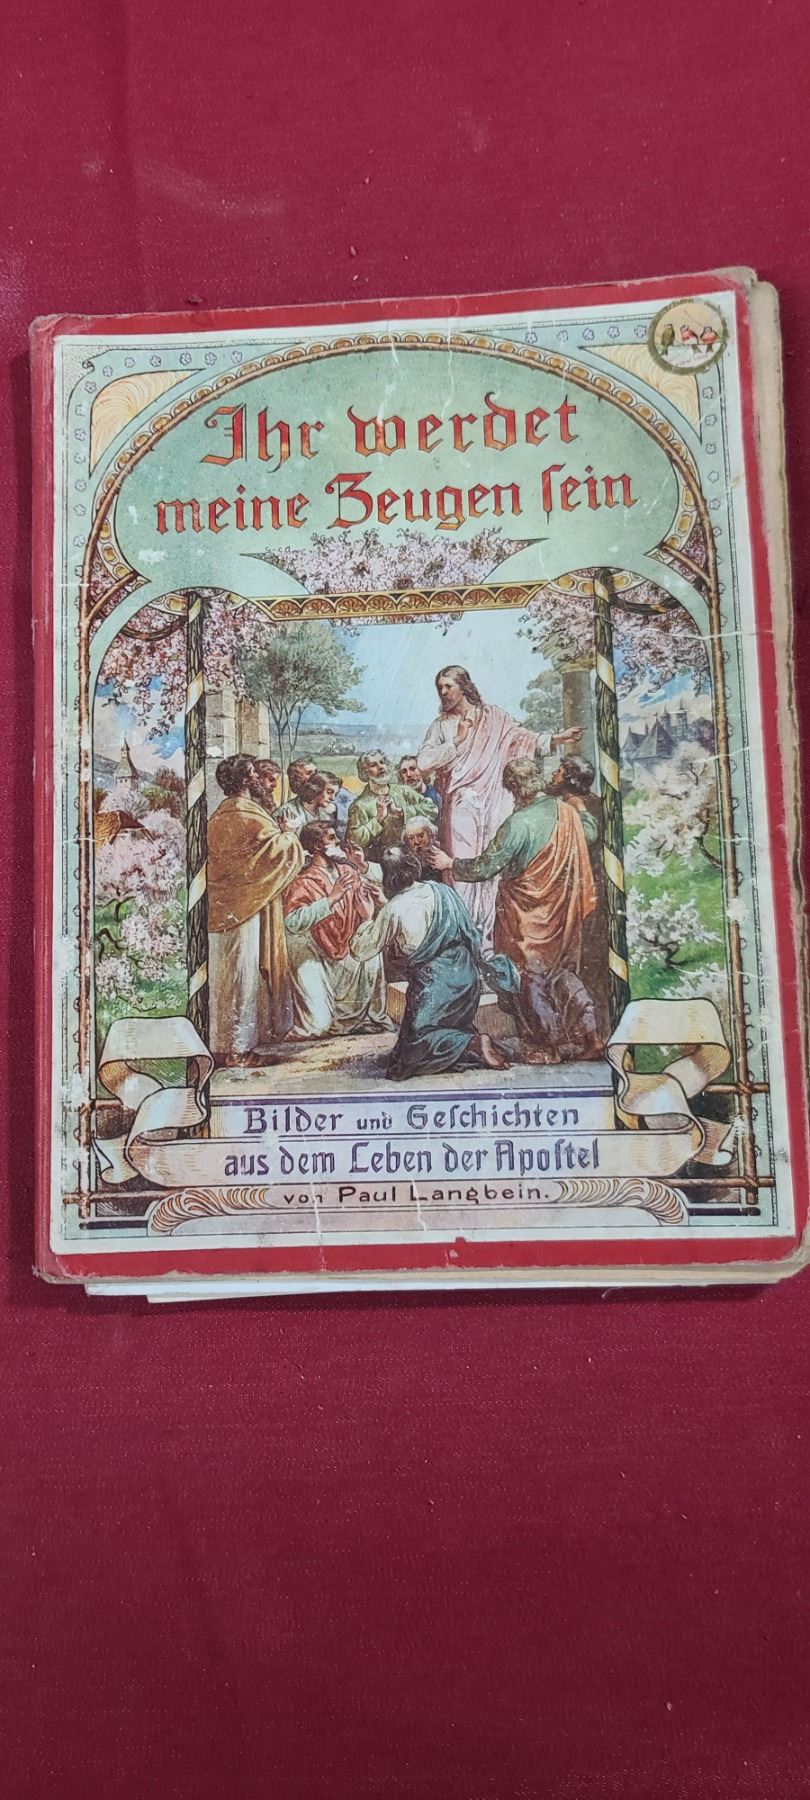 Ihr werdet
meine Zeugen sein
Bilder und Geschichten
aus dem Leben der Apostel
von Paul Langbein.